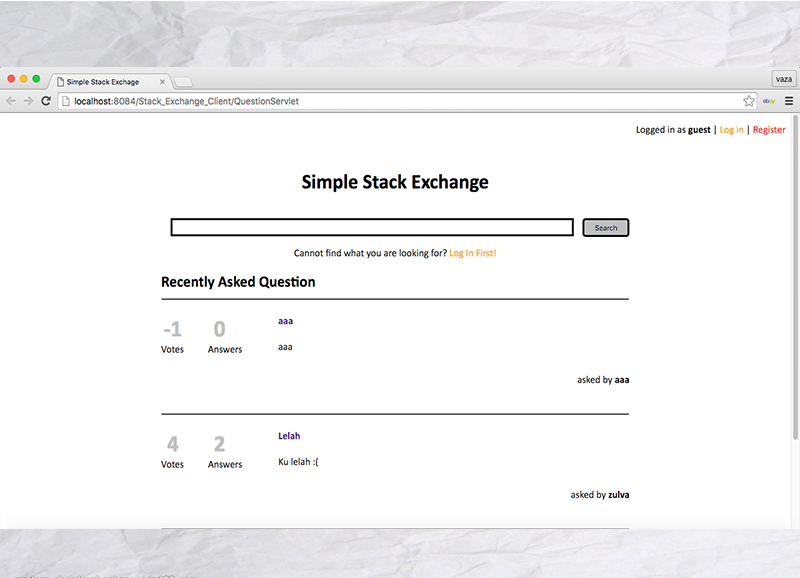 Simple Stack Exchage
vaza
localhost:8084/Stack_Exchange_Client/QuestionServlet
ebay
Logged in as guest | Log in | Register
Simple Stack Exchange
Search
Cannot find what you are looking for? Log In First!
Recently Asked Question
-1 0 aaa
Votes Answers aaa
asked by aaa
4 2 Lelah
Votes Answers Ku lelah :(
asked by zulva